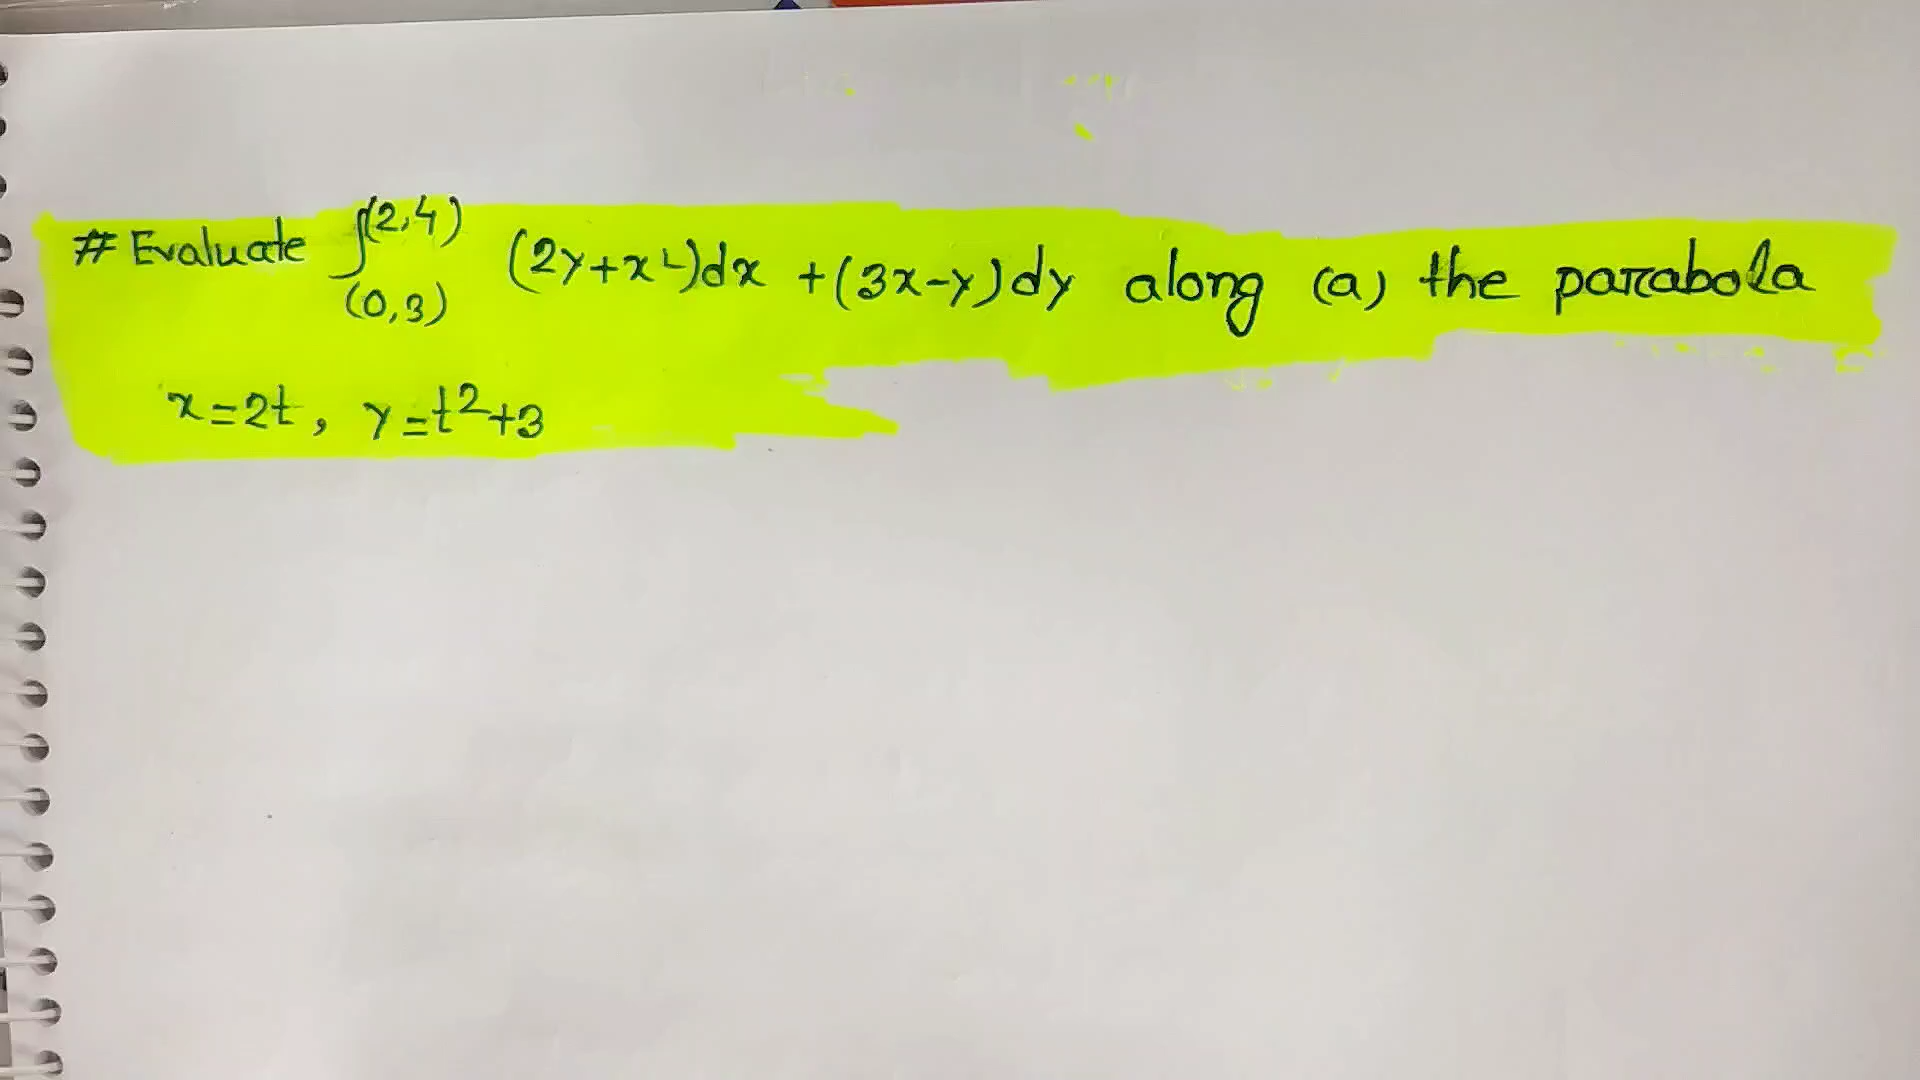 # Evaluate ∫_(0,3)^(2,4) (2y+x²)dx +(3x-y)dy along (a) the parabola
x=2t, y=t²+3